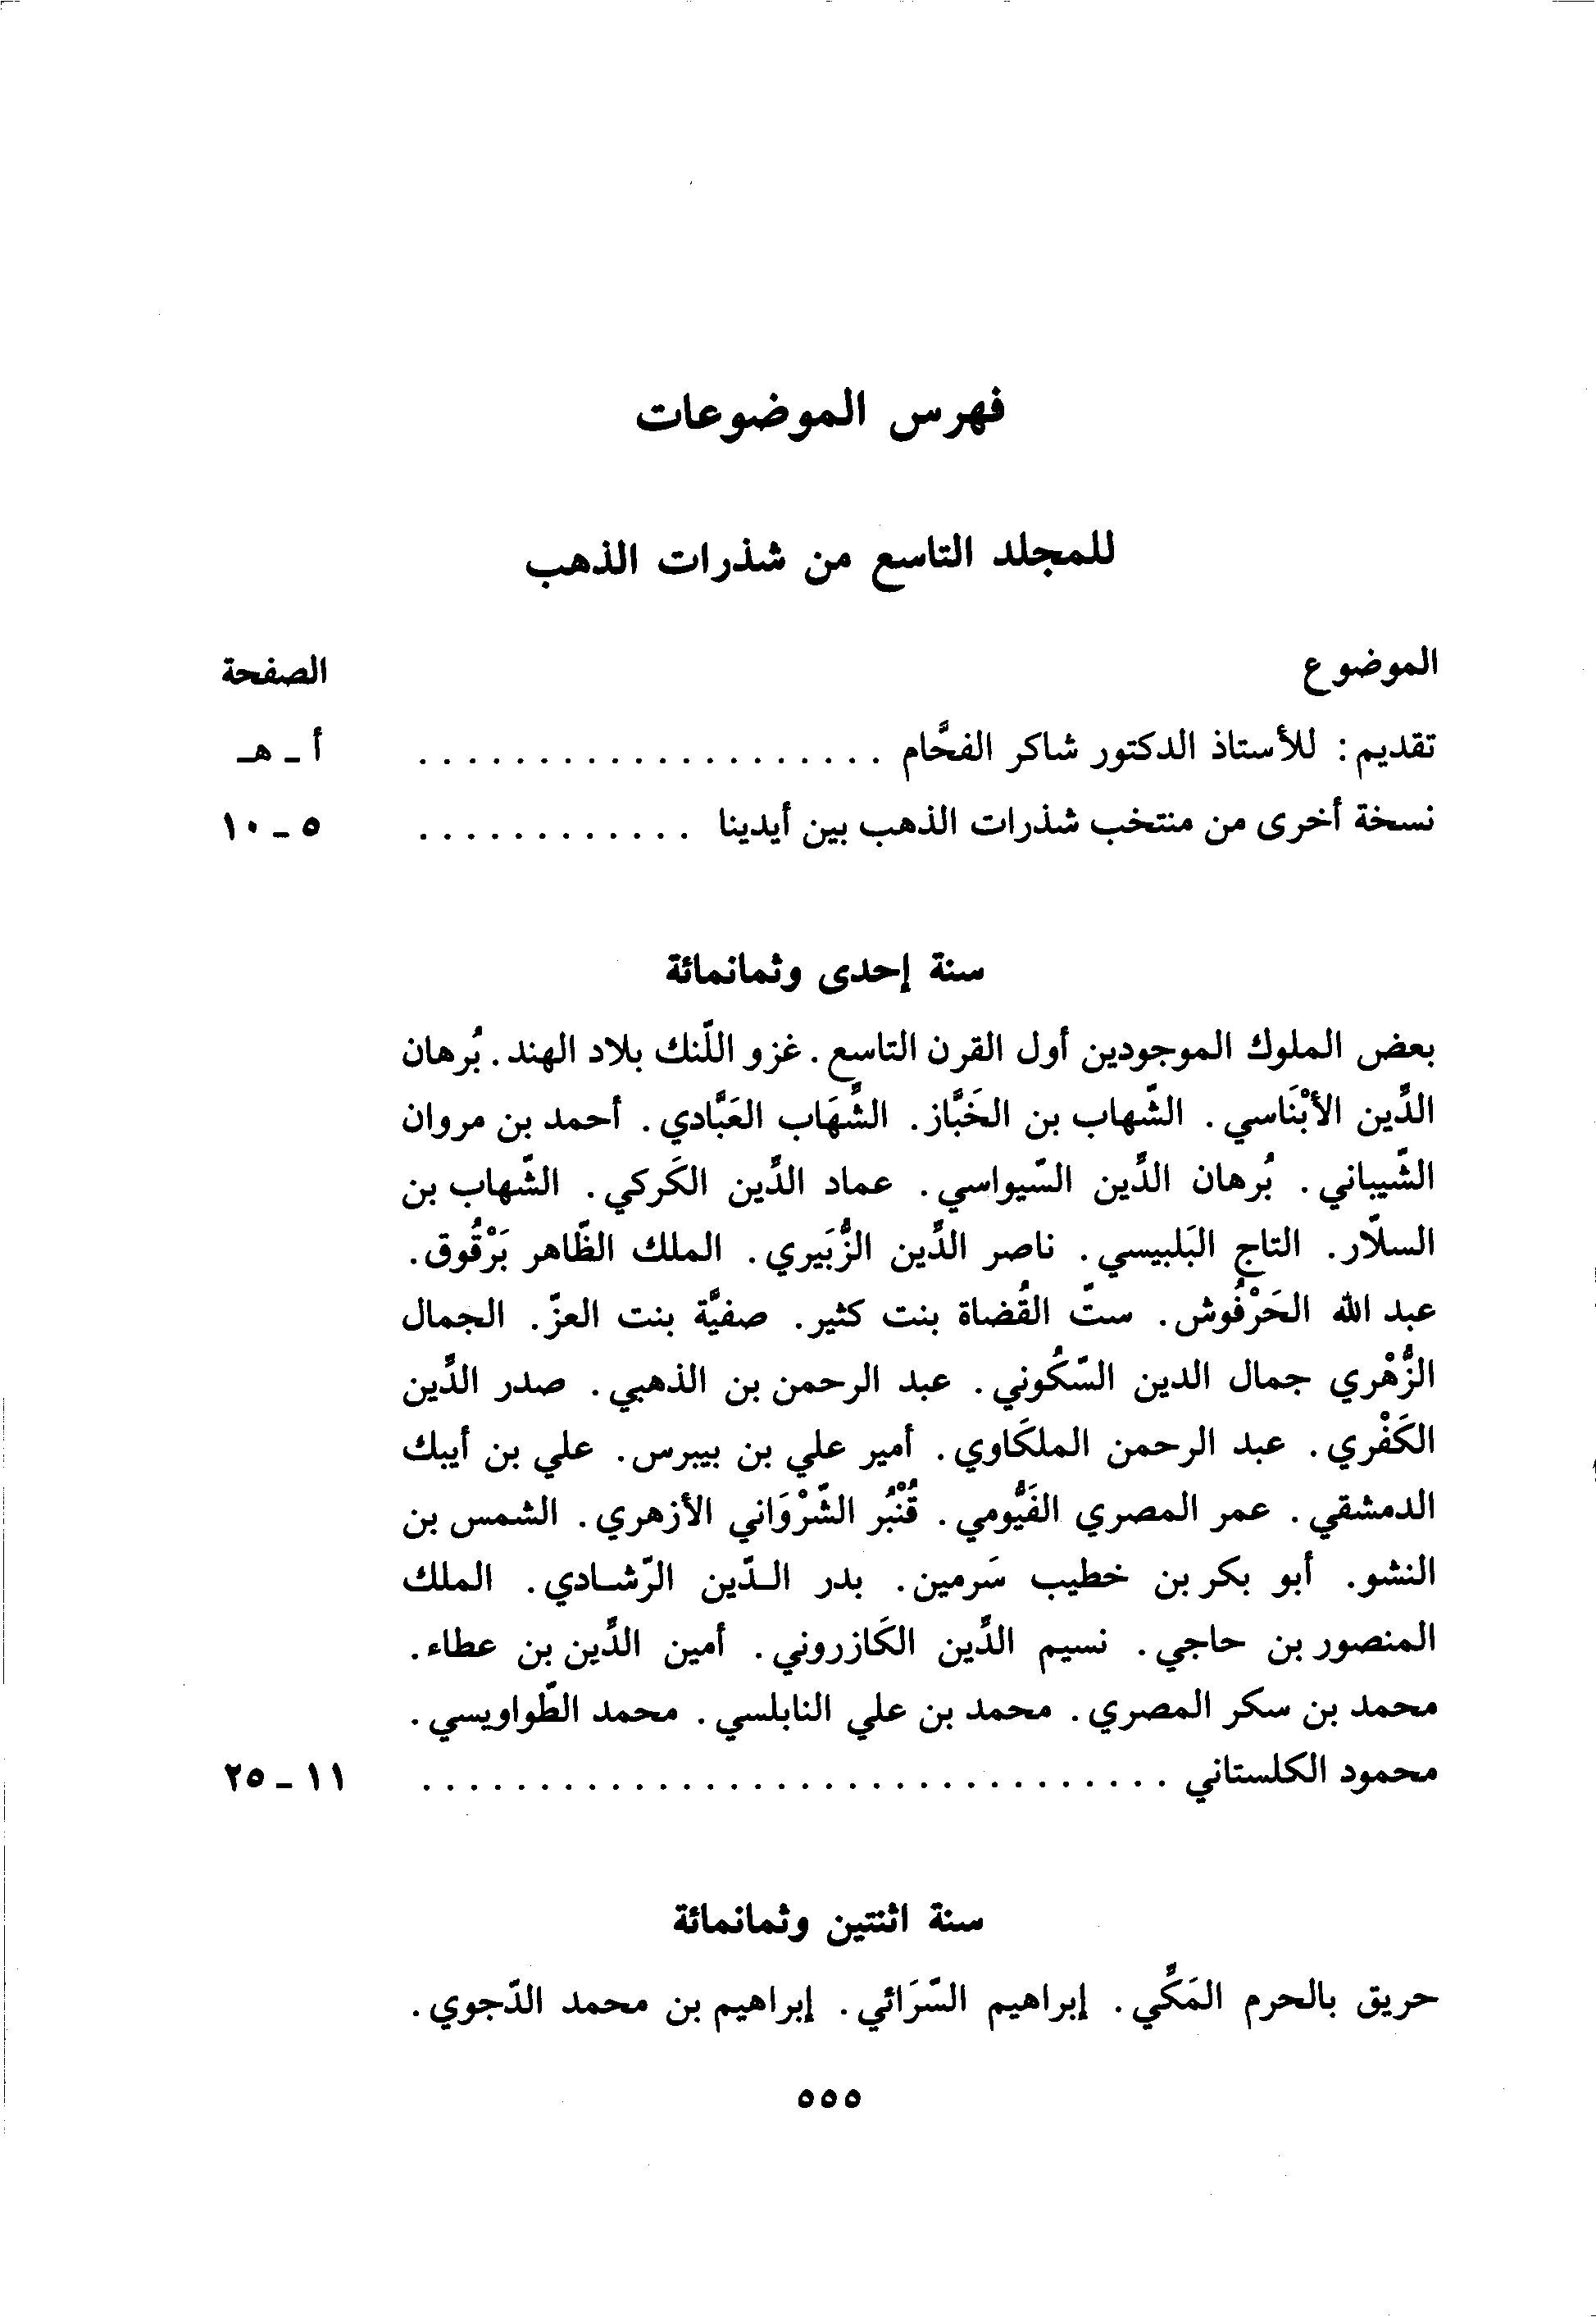 فهرس الموضوعات
للمجلد التاسع من شذرات الذهب
الموضوع الصفحة
تقديم: للأستاذ الدكتور شاكر الفحَّام . . . . . . . . . . . . . . . . . . . . أ ـ هـ
نسخة أخرى من منتخب شذرات الذهب بين أيدينا . . . . . . . . . . . . ٥ ـ ١٠
سنة إحدى وثمانمائة
بعض الملوك الموجودين أول القرن التاسع. غزو اللّنك بلاد الهند. بُرهان
الدِّين الأبْنَاسي. الشّهاب بن الخَبَّاز. الشِّهَاب العَبَّادي. أحمد بن مروان
الشّيباني. بُرهان الدِّين السّيواسي. عماد الدِّين الكَركي. الشّهاب بن
السلاّر. التاج البَلبيسي. ناصر الدِّين الزُّبَيري. الملك الظّاهر بَرْقُوق.
عبد الله الحَرْفُوش. ستّ القُضاة بنت كثير. صفيَّة بنت العزّ. الجمال
الزُّهْري جمال الدين السّكُوني. عبد الرحمن بن الذهبي. صدر الدِّين
الكَفْري. عبد الرحمن الملكَاوي. أمير علي بن بيبرس. علي بن أيبك
الدمشقي. عمر المصري الفَيُّومي. قُنْبُر الشّرْوَاني الأزهري. الشمس بن
النشو. أبو بكر بن خطيب سَرمين. بدر الـدّين الرّشـادي. الملك
المنصور بن حاجي. نسيم الدِّين الكَازروني. أمين الدِّين بن عطاء.
محمد بن سكر المصري. محمد بن علي النابلسي. محمد الطّواويسي.
محمود الكلستاني . . . . . . . . . . . . . . . . . . . . . . . . . . . . . . . . ١١ ـ ٢٥
سنة اثنتين وثمانمائة
حريق بالحرم المَكِّي. إبراهيم السّرَائي. إبراهيم بن محمد الدّجوي.
٥٥٥